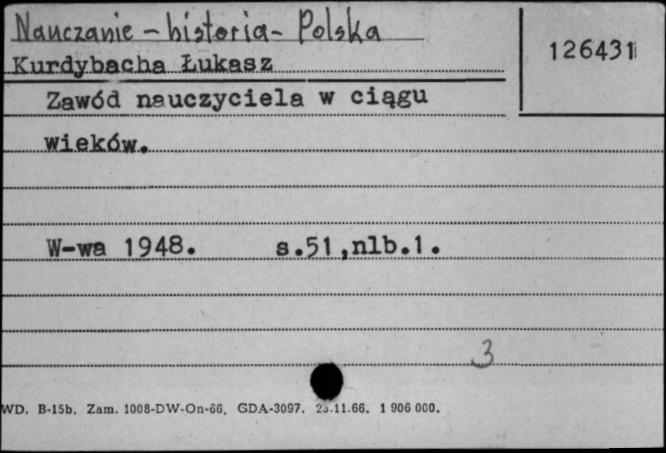 Nauczanie - historia - Polska
126431
Kurdybacha Łukasz
Zawód nauczyciela w ciągu
wieków.
W-wa 1948. s.51,nlb.1.
3
WD. B-15b. Zam. 1008-DW-On-66. GDA-3097. 11.66. 1 906 000.